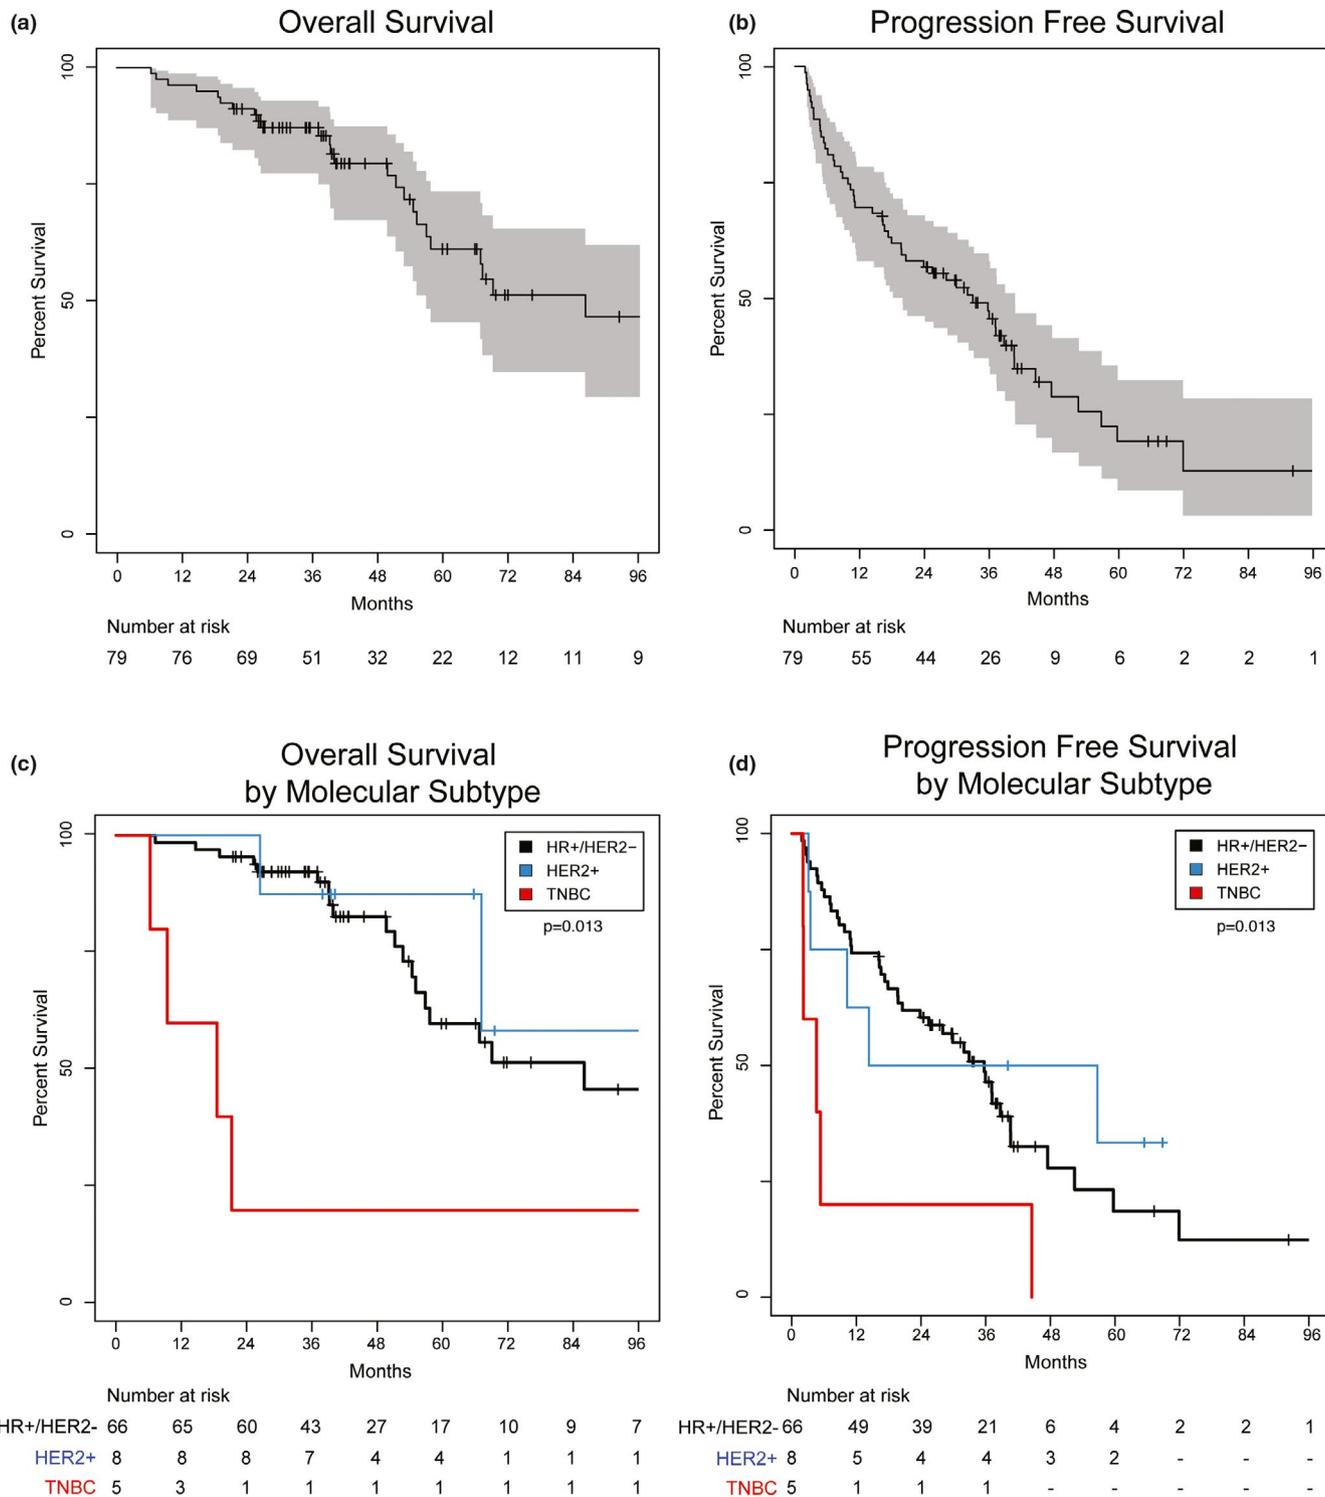 (a) Overall Survival
Percent Survival
100
50
0
0 12 24 36 48 60 72 84 96
Months
Number at risk
79 76 69 51 32 22 12 11 9
(b) Progression Free Survival
Percent Survival
100
50
0
0 12 24 36 48 60 72 84 96
Months
Number at risk
79 55 44 26 9 6 2 2 1
(c) Overall Survival
by Molecular Subtype
Percent Survival
100
50
0
HR+/HER2−
HER2+
TNBC
p=0.013
0 12 24 36 48 60 72 84 96
Months
Number at risk
HR+/HER2- 66 65 60 43 27 17 10 9 7
HER2+ 8 8 8 7 4 4 1 1 1
TNBC 5 3 1 1 1 1 1 1 1
(d) Progression Free Survival
by Molecular Subtype
Percent Survival
100
50
0
HR+/HER2−
HER2+
TNBC
p=0.013
0 12 24 36 48 60 72 84 96
Months
Number at risk
HR+/HER2- 66 49 39 21 6 4 2 2 1
HER2+ 8 5 4 4 3 2 - - -
TNBC 5 1 1 1 - - - - -